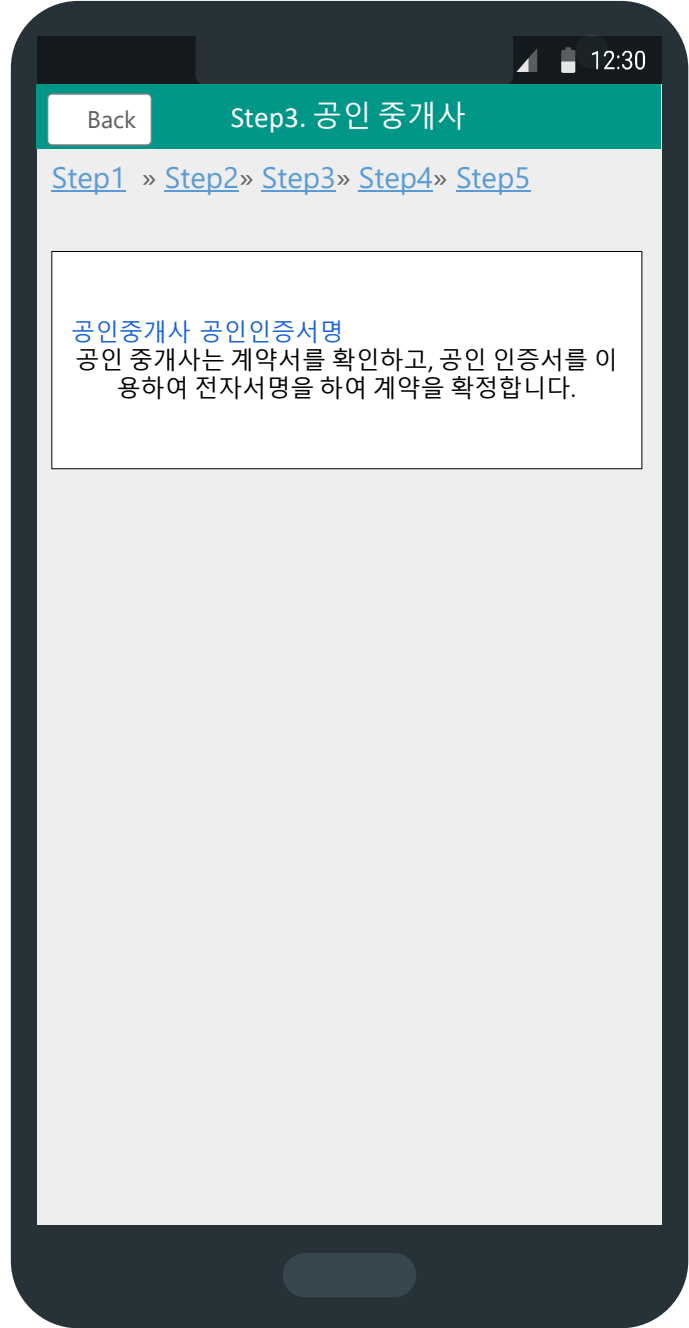 12:30
Back
Step3. 공인 중개사
Step1 » Step2» Step3» Step4» Step5
공인중개사 공인인증서명
공인 중개사는 계약서를 확인하고, 공인 인증서를 이
용하여 전자서명을 하여 계약을 확정합니다.